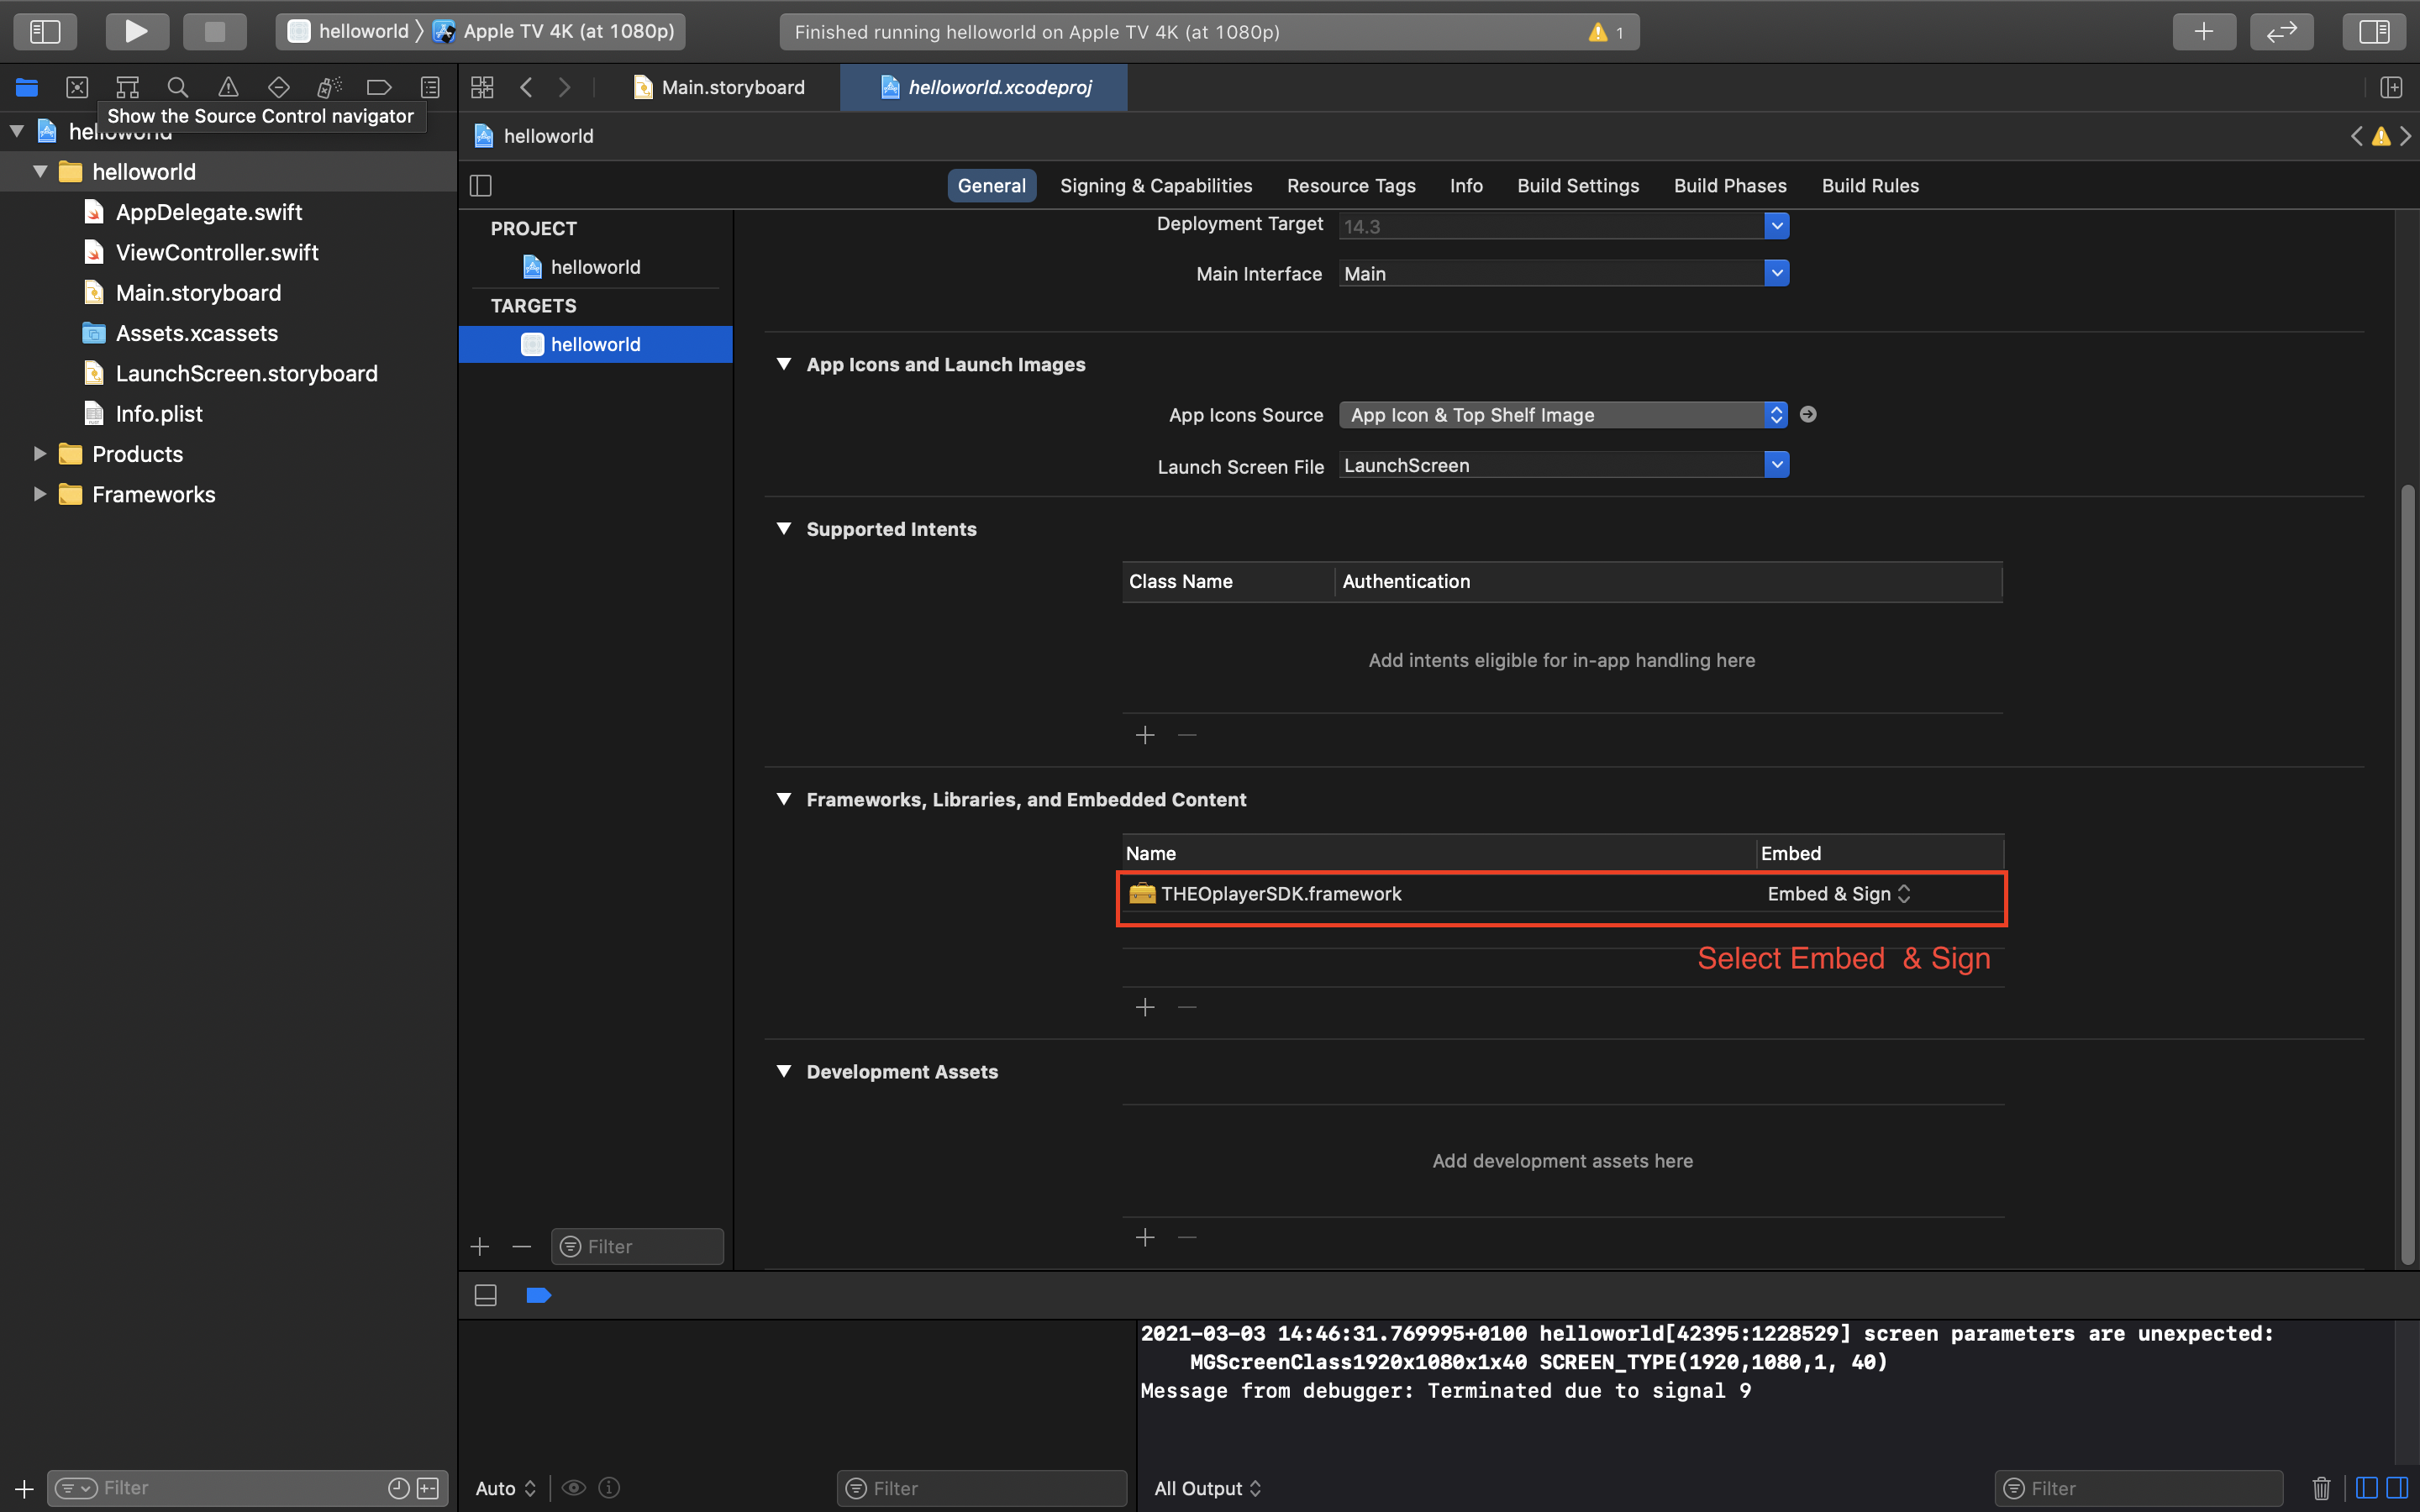 helloworld 〉 Apple TV 4K (at 1080p)
Finished running helloworld on Apple TV 4K (at 1080p)
1
Main.storyboard
helloworld.xcodeproj
Show the Source Control navigator
helloworld
helloworld
helloworld
AppDelegate.swift
ViewController.swift
Main.storyboard
Assets.xcassets
LaunchScreen.storyboard
Info.plist
Products
Frameworks
General
Signing & Capabilities
Resource Tags
Info
Build Settings
Build Phases
Build Rules
PROJECT
helloworld
TARGETS
helloworld
Deployment Target
14.3
Main Interface
Main
App Icons and Launch Images
App Icons Source
App Icon & Top Shelf Image
Launch Screen File
LaunchScreen
Supported Intents
Class Name
Authentication
Add intents eligible for in-app handling here
Frameworks, Libraries, and Embedded Content
Name
Embed
THEOplayerSDK.framework
Embed & Sign
Select Embed & Sign
Development Assets
Add development assets here
Filter
2021-03-03 14:46:31.769995+0100 helloworld[42395:1228529] screen parameters are unexpected:
MGScreenClass1920x1080x1x40 SCREEN_TYPE(1920,1080,1, 40)
Message from debugger: Terminated due to signal 9
Filter
Auto
Filter
All Output
Filter